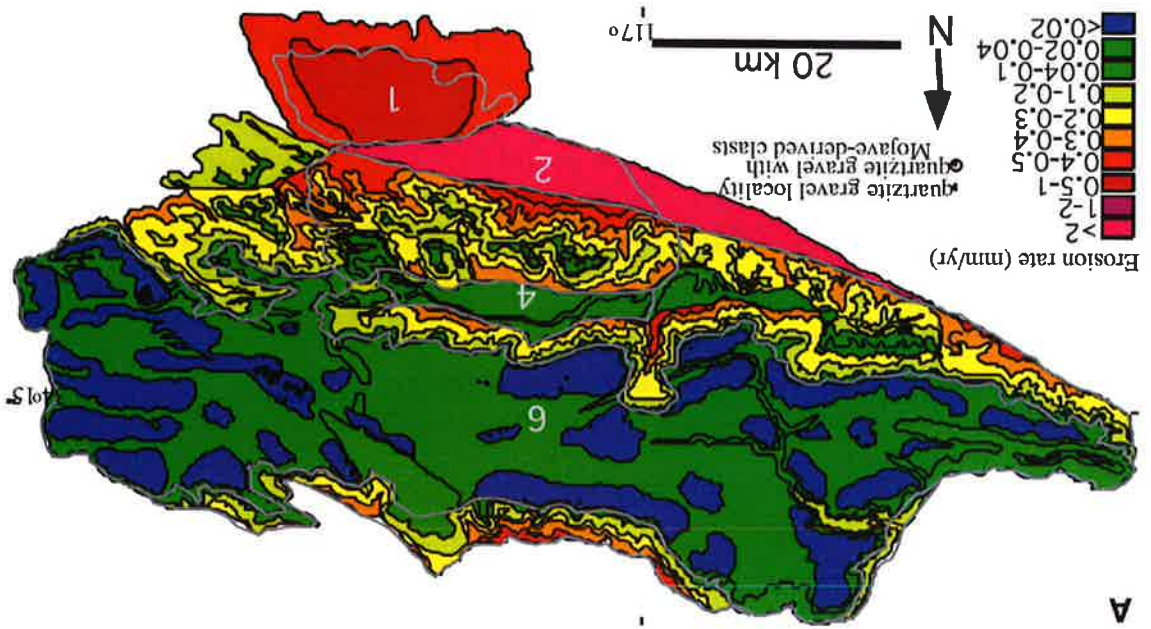 A
6
4
Erosion rate (mm/yr)
>2
1-2
0.5-1
0.4-0.5
0.3-0.4
0.2-0.3
0.1-0.2
0.04-0.1
0.02-0.04
<0.02
quartzite gravel locality
quartzite gravel with
Mojave-derived clasts
2
1
N
20 km
117o